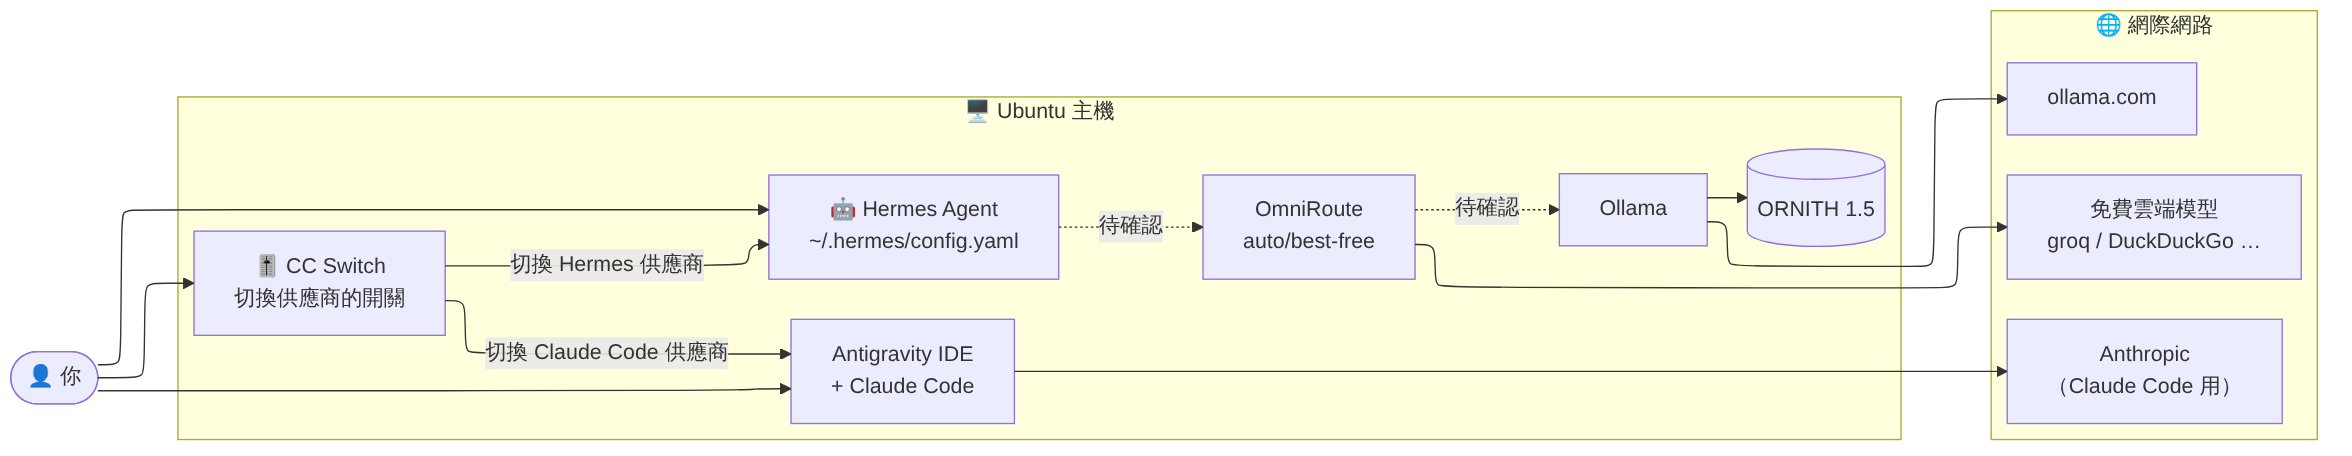 🌐 網際網路
ollama.com
🖥️ Ubuntu 主機
🤖 Hermes Agent
~/.hermes/config.yaml
待確認
OmniRoute
auto/best-free
待確認
Ollama
ORNITH 1.5
免費雲端模型
groq / DuckDuckGo …
🎚️ CC Switch
切換供應商的開關
切換 Hermes 供應商
切換 Claude Code 供應商
Antigravity IDE
+ Claude Code
Anthropic
（Claude Code 用）
👤 你